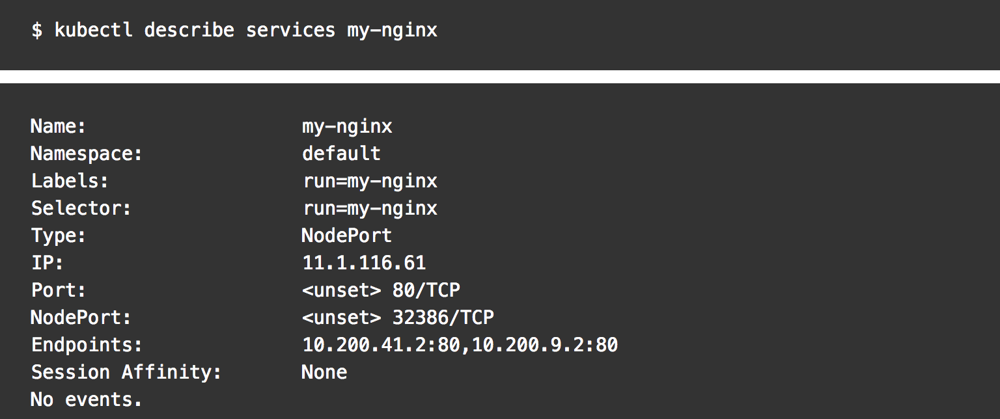 $ kubectl describe services my-nginx
Name: my-nginx
Namespace: default
Labels: run=my-nginx
Selector: run=my-nginx
Type: NodePort
IP: 11.1.116.61
Port: <unset> 80/TCP
NodePort: <unset> 32386/TCP
Endpoints: 10.200.41.2:80,10.200.9.2:80
Session Affinity: None
No events.